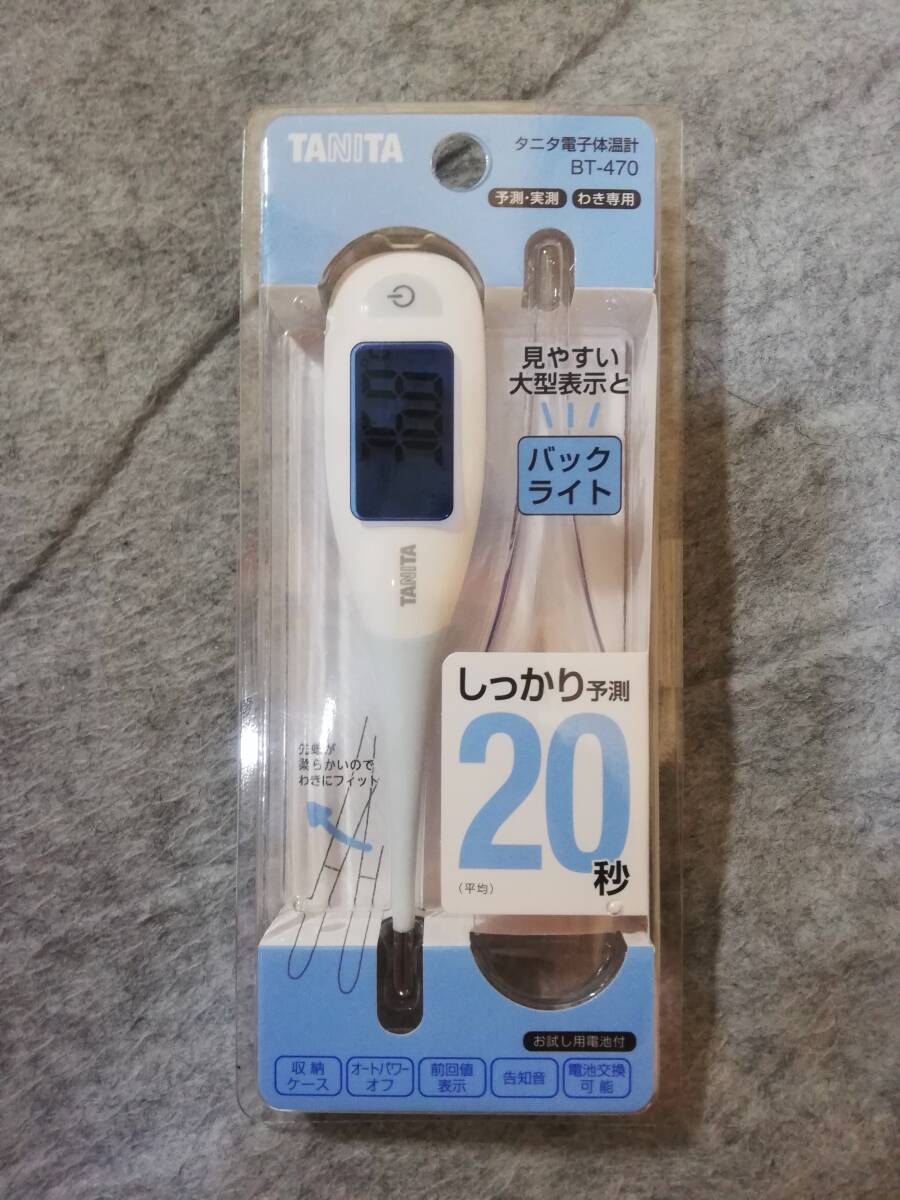 TANITA
タニタ電子体温計
BT-470
予測・実測 わき専用
見やすい
大型表示と
バック
ライト
TANITA
しっかり予測
20秒
(平均)
先端が
柔らかいので
わきにフィット
お試し用電池付
収納
ケース
オートパワー
オフ
前回値
表示
告知音
電池交換
可能